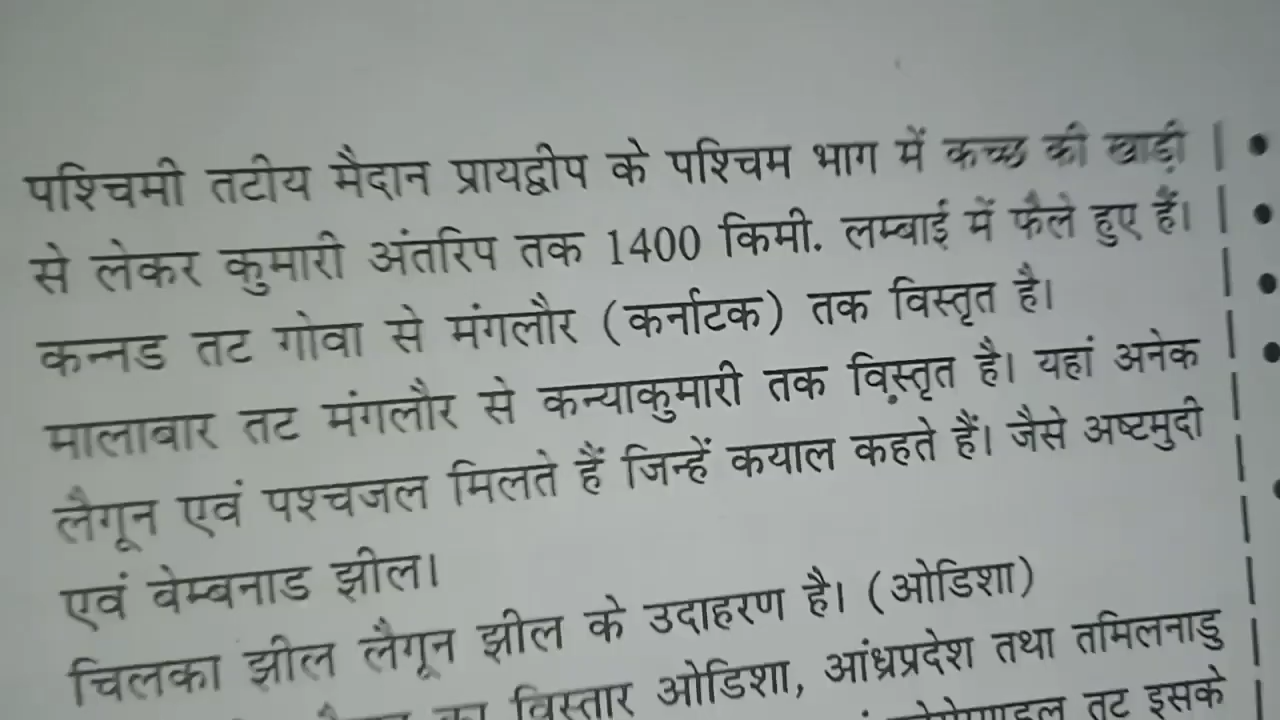 पश्चिमी तटीय मैदान प्रायद्वीप के पश्चिम भाग में कच्छ की खाड़ी
से लेकर कुमारी अंतरिप तक 1400 किमी. लम्बाई में फैले हुए हैं।
कन्नड तट गोवा से मंगलौर (कर्नाटक) तक विस्तृत है।
मालावार तट मंगलौर से कन्याकुमारी तक विस़्तृत है। यहां अनेक
लैगून एवं पश्चजल मिलते हैं जिन्हें कयाल कहते हैं। जैसे अष्टमुदी
एवं वेम्वनाड झील।
चिलका झील लैगून झील के उदाहरण है। (ओडिशा)
का विस्तार ओडिशा, आंध्रप्रदेश तथा तमिलनाडु
तट इसके